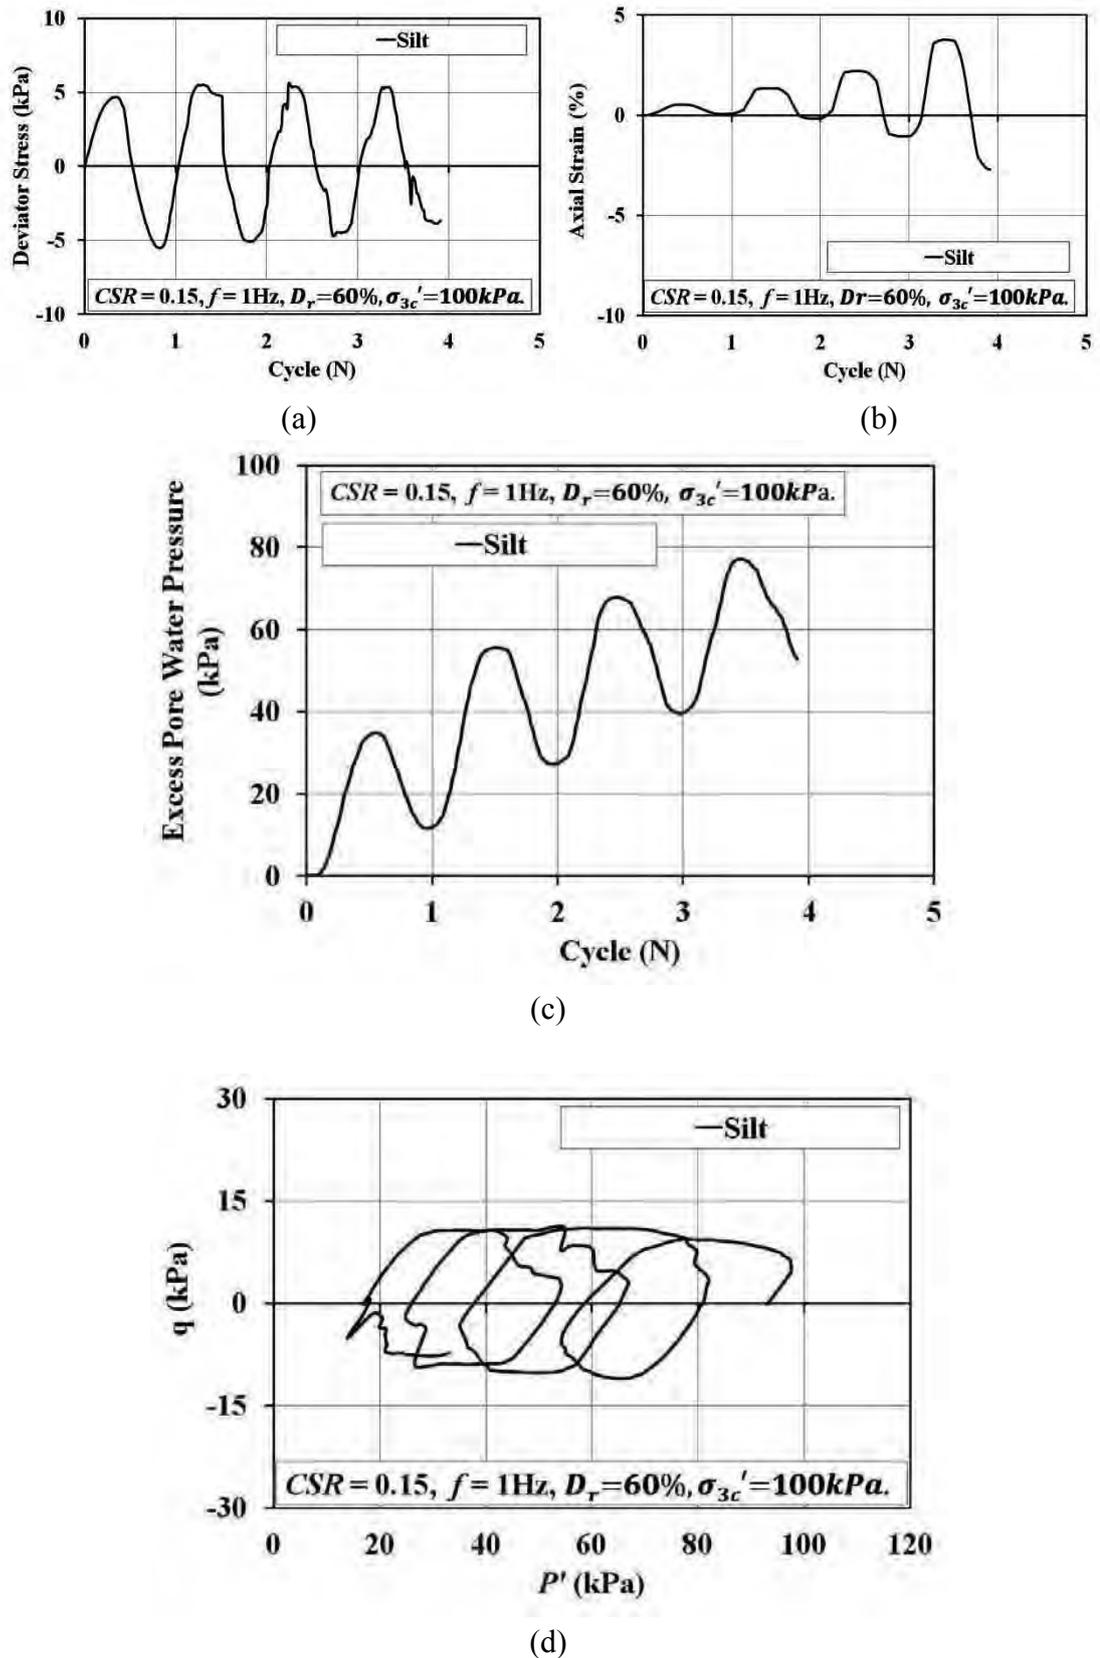 10
5
0
-5
-10
Deviator Stress (kPa)
—Silt
CSR = 0.15, f = 1Hz, Dr=60%, σ3c′=100kPa.
0 1 2 3 4 5
Cycle (N)
(a)
5
0
-5
-10
Axial Strain (%)
—Silt
CSR = 0.15, f = 1Hz, Dr=60%, σ3c′=100kPa.
0 1 2 3 4 5
Cycle (N)
(b)
100
80
60
40
20
0
Excess Pore Water Pressure
(kPa)
CSR = 0.15, f = 1Hz, Dr=60%, σ3c′=100kPa.
—Silt
0 1 2 3 4 5
Cycle (N)
(c)
30
15
0
-15
-30
q (kPa)
—Silt
CSR = 0.15, f = 1Hz, Dr=60%, σ3c′=100kPa.
0 20 40 60 80 100 120
P' (kPa)
(d)